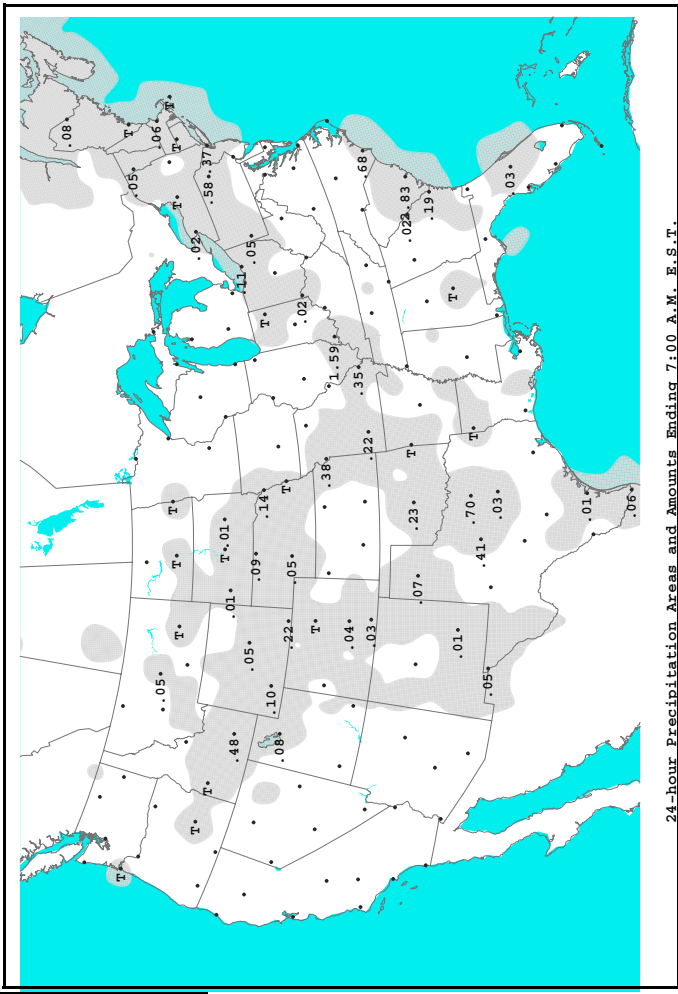 .08
T
T
.05
.06
.05
T
T
T
T
T
T
T
.02
.37
T
.58
.01
T
.01
.48
.11
.05
.05
.09
.14
T
.10
.08
T
.22
.05
.02
T
.38
1.59
.04
.35
.68
.22
.03
.83
T
.23
.07
.19
T
.01
.70
T
.41
.05
.03
.03
.01
.06
24-hour Precipitation Areas and Amounts Ending 7:00 A.M. E.S.T.